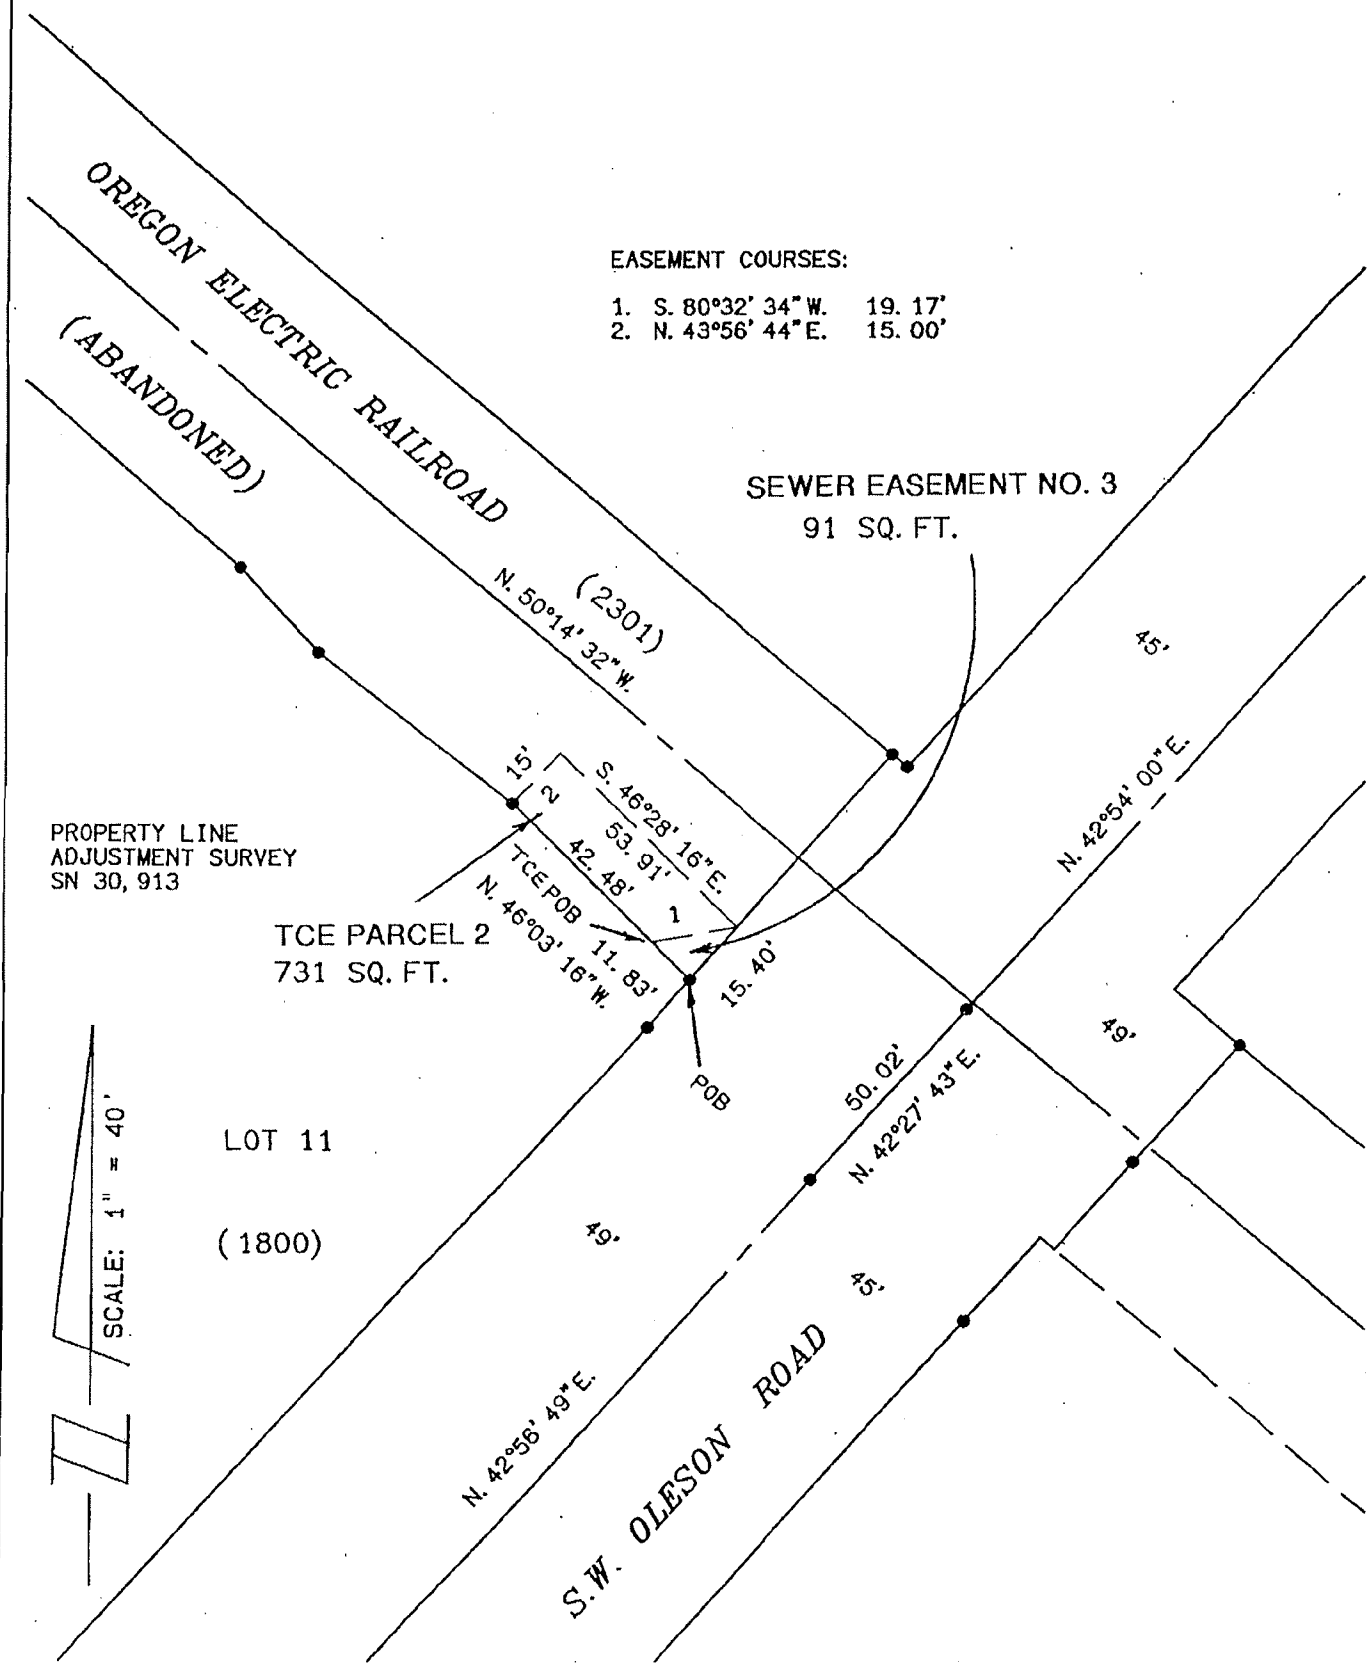 OREGON ELECTRIC RAILROAD
(ABANDONED)
EASEMENT COURSES:
1. S. 80°32' 34" W. 19. 17'
2. N. 43°56' 44" E. 15. 00'
SEWER EASEMENT NO. 3
91 SQ. FT.
(2301)
N. 50°14' 32" W.
45'
N. 42°54' 00" E.
15'
2
S. 46°28' 16" E.
53. 91'
42. 48'
1
TCE POB
11. 83'
N. 46°03' 16" W.
15. 40'
PROPERTY LINE
ADJUSTMENT SURVEY
SN 30, 913
TCE PARCEL 2
731 SQ. FT.
POB
50. 02'
N. 42°27' 43" E.
49'
SCALE: 1" = 40'
LOT 11
(1800)
49'
45'
N. 42°56' 49" E.
S.W. OLESON ROAD
N